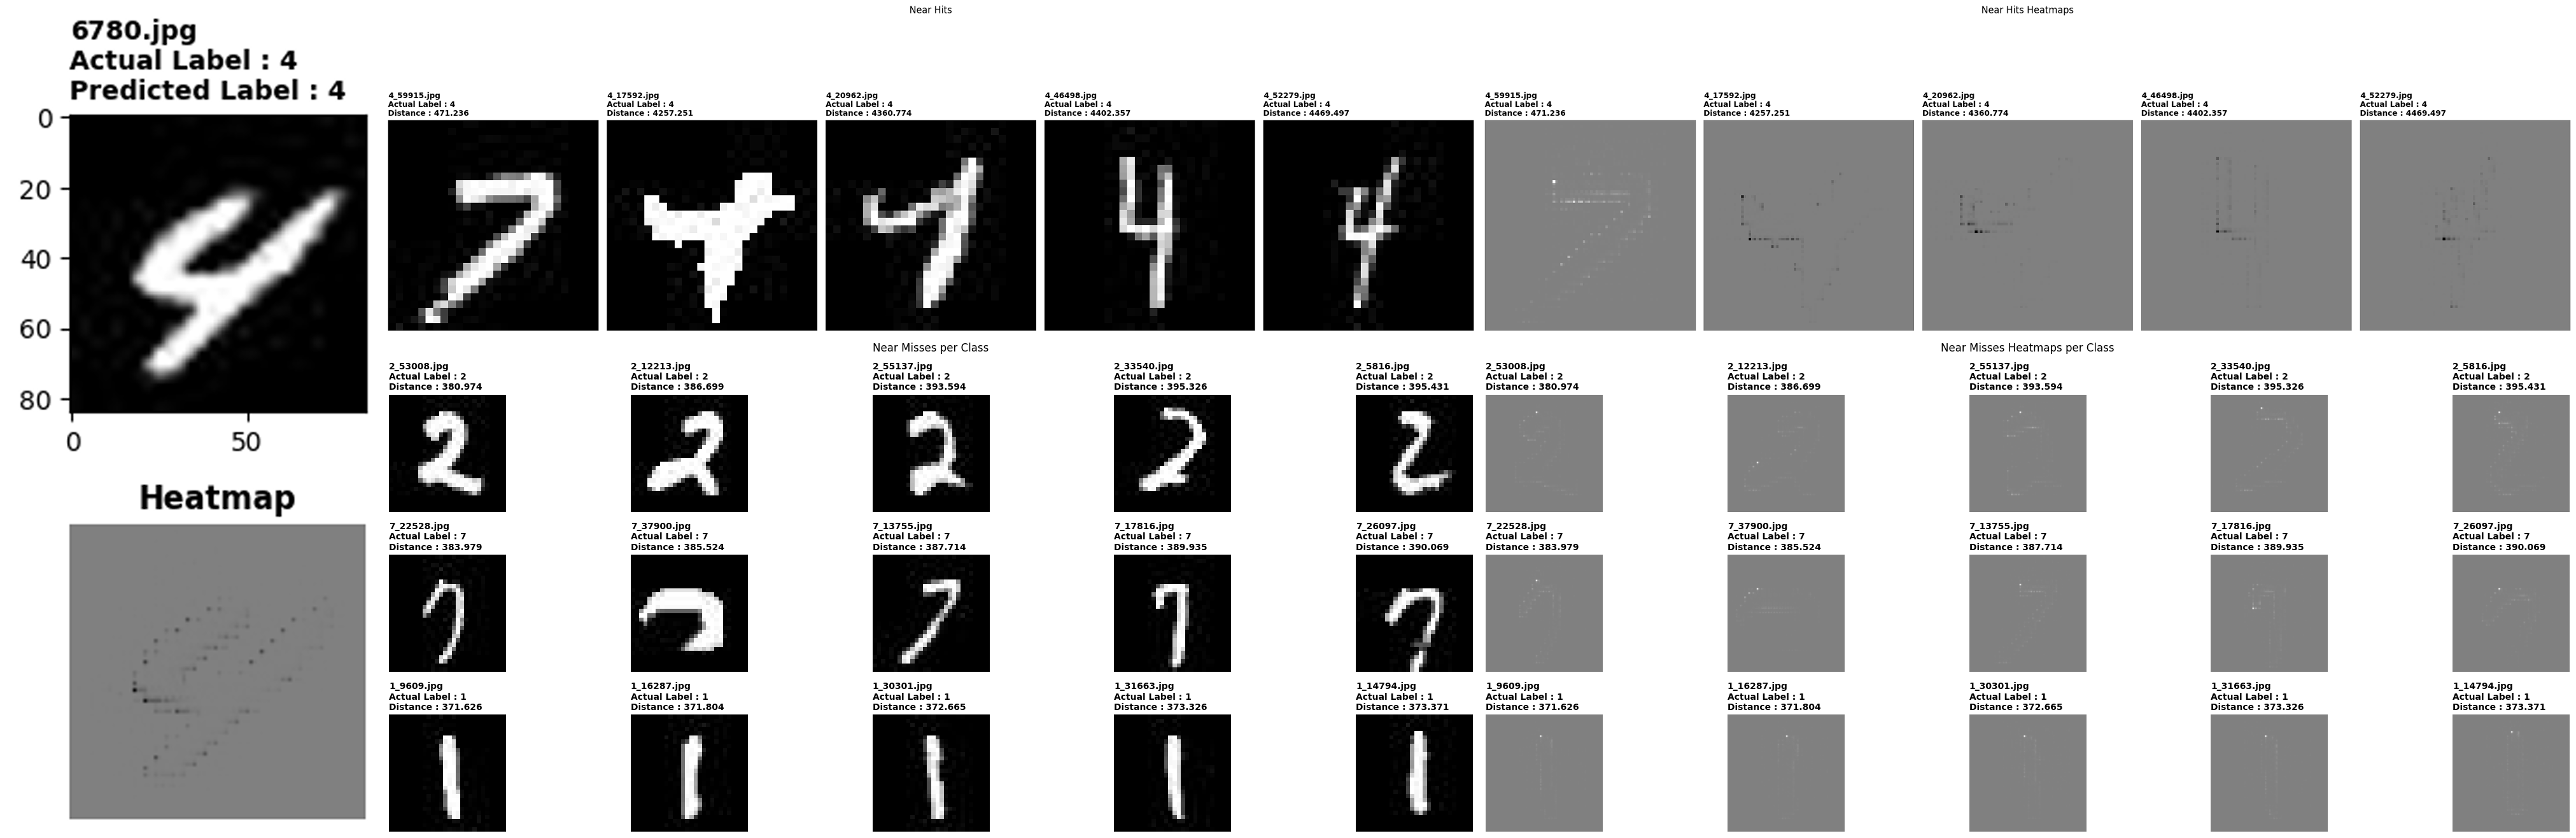 Near Hits
Near Hits Heatmaps
6780.jpg
Actual Label : 4
Predicted Label : 4
0
20
40
60
80
0
50
4_59915.jpg
Actual Label : 4
Distance : 471.236
4_17592.jpg
Actual Label : 4
Distance : 4257.251
4_20962.jpg
Actual Label : 4
Distance : 4360.774
4_46498.jpg
Actual Label : 4
Distance : 4402.357
4_52279.jpg
Actual Label : 4
Distance : 4469.497
4_59915.jpg
Actual Label : 4
Distance : 471.236
4_17592.jpg
Actual Label : 4
Distance : 4257.251
4_20962.jpg
Actual Label : 4
Distance : 4360.774
4_46498.jpg
Actual Label : 4
Distance : 4402.357
4_52279.jpg
Actual Label : 4
Distance : 4469.497
Heatmap
Near Misses per Class
Near Misses Heatmaps per Class
2_53008.jpg
Actual Label : 2
Distance : 380.974
2_12213.jpg
Actual Label : 2
Distance : 386.699
2_55137.jpg
Actual Label : 2
Distance : 393.594
2_33540.jpg
Actual Label : 2
Distance : 395.326
2_5816.jpg
Actual Label : 2
Distance : 395.431
2_53008.jpg
Actual Label : 2
Distance : 380.974
2_12213.jpg
Actual Label : 2
Distance : 386.699
2_55137.jpg
Actual Label : 2
Distance : 393.594
2_33540.jpg
Actual Label : 2
Distance : 395.326
2_5816.jpg
Actual Label : 2
Distance : 395.431
7_22528.jpg
Actual Label : 7
Distance : 383.979
7_37900.jpg
Actual Label : 7
Distance : 385.524
7_13755.jpg
Actual Label : 7
Distance : 387.714
7_17816.jpg
Actual Label : 7
Distance : 389.935
7_26097.jpg
Actual Label : 7
Distance : 390.069
7_22528.jpg
Actual Label : 7
Distance : 383.979
7_37900.jpg
Actual Label : 7
Distance : 385.524
7_13755.jpg
Actual Label : 7
Distance : 387.714
7_17816.jpg
Actual Label : 7
Distance : 389.935
7_26097.jpg
Actual Label : 7
Distance : 390.069
1_9609.jpg
Actual Label : 1
Distance : 371.626
1_16287.jpg
Actual Label : 1
Distance : 371.804
1_30301.jpg
Actual Label : 1
Distance : 372.665
1_31663.jpg
Actual Label : 1
Distance : 373.326
1_14794.jpg
Actual Label : 1
Distance : 373.371
1_9609.jpg
Actual Label : 1
Distance : 371.626
1_16287.jpg
Actual Label : 1
Distance : 371.804
1_30301.jpg
Actual Label : 1
Distance : 372.665
1_31663.jpg
Actual Label : 1
Distance : 373.326
1_14794.jpg
Actual Label : 1
Distance : 373.371